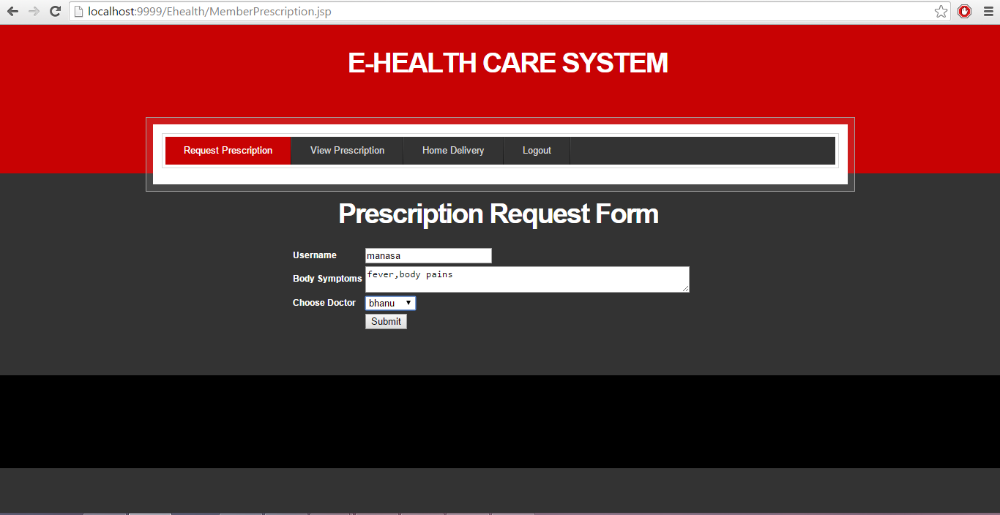 localhost:9999/Ehealth/MemberPrescription.jsp
E-HEALTH CARE SYSTEM
Request Prescription View Prescription Home Delivery Logout
Prescription Request Form
Username manasa
Body Symptoms fever,body pains
Choose Doctor bhanu
Submit